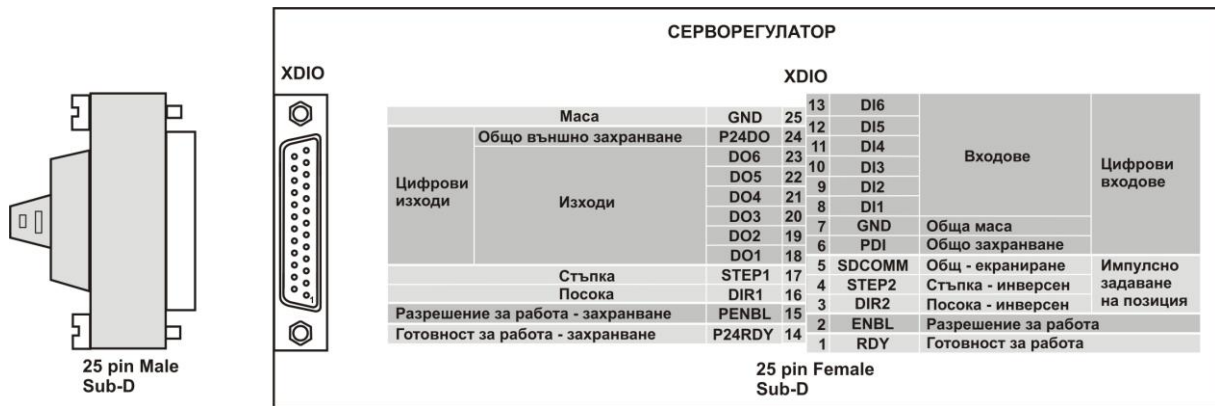 СЕРВОРЕГУЛАТОР
XDIO
XDIO
Маса GND 25
Общо външно захранване P24DO 24
DO6 23
DO5 22
Цифрови изходи
Изходи
DO4 21
DO3 20
DO2 19
DO1 18
Стъпка STEP1 17
Посока DIR1 16
Разрешение за работа - захранване PENBL 15
Готовност за работа - захранване P24RDY 14
13 DI6
12 DI5
11 DI4
10 DI3
9 DI2
8 DI1
Входове
Цифрови входове
7 GND Обща маса
6 PDI Общо захранване
5 SDCOMM Общ - екраниране
4 STEP2 Стъпка - инверсен
3 DIR2 Посока - инверсен
Импулсно задаване на позиция
2 ENBL Разрешение за работа
1 RDY Готовност за работа
1
25 pin Male
Sub-D
25 pin Female
Sub-D